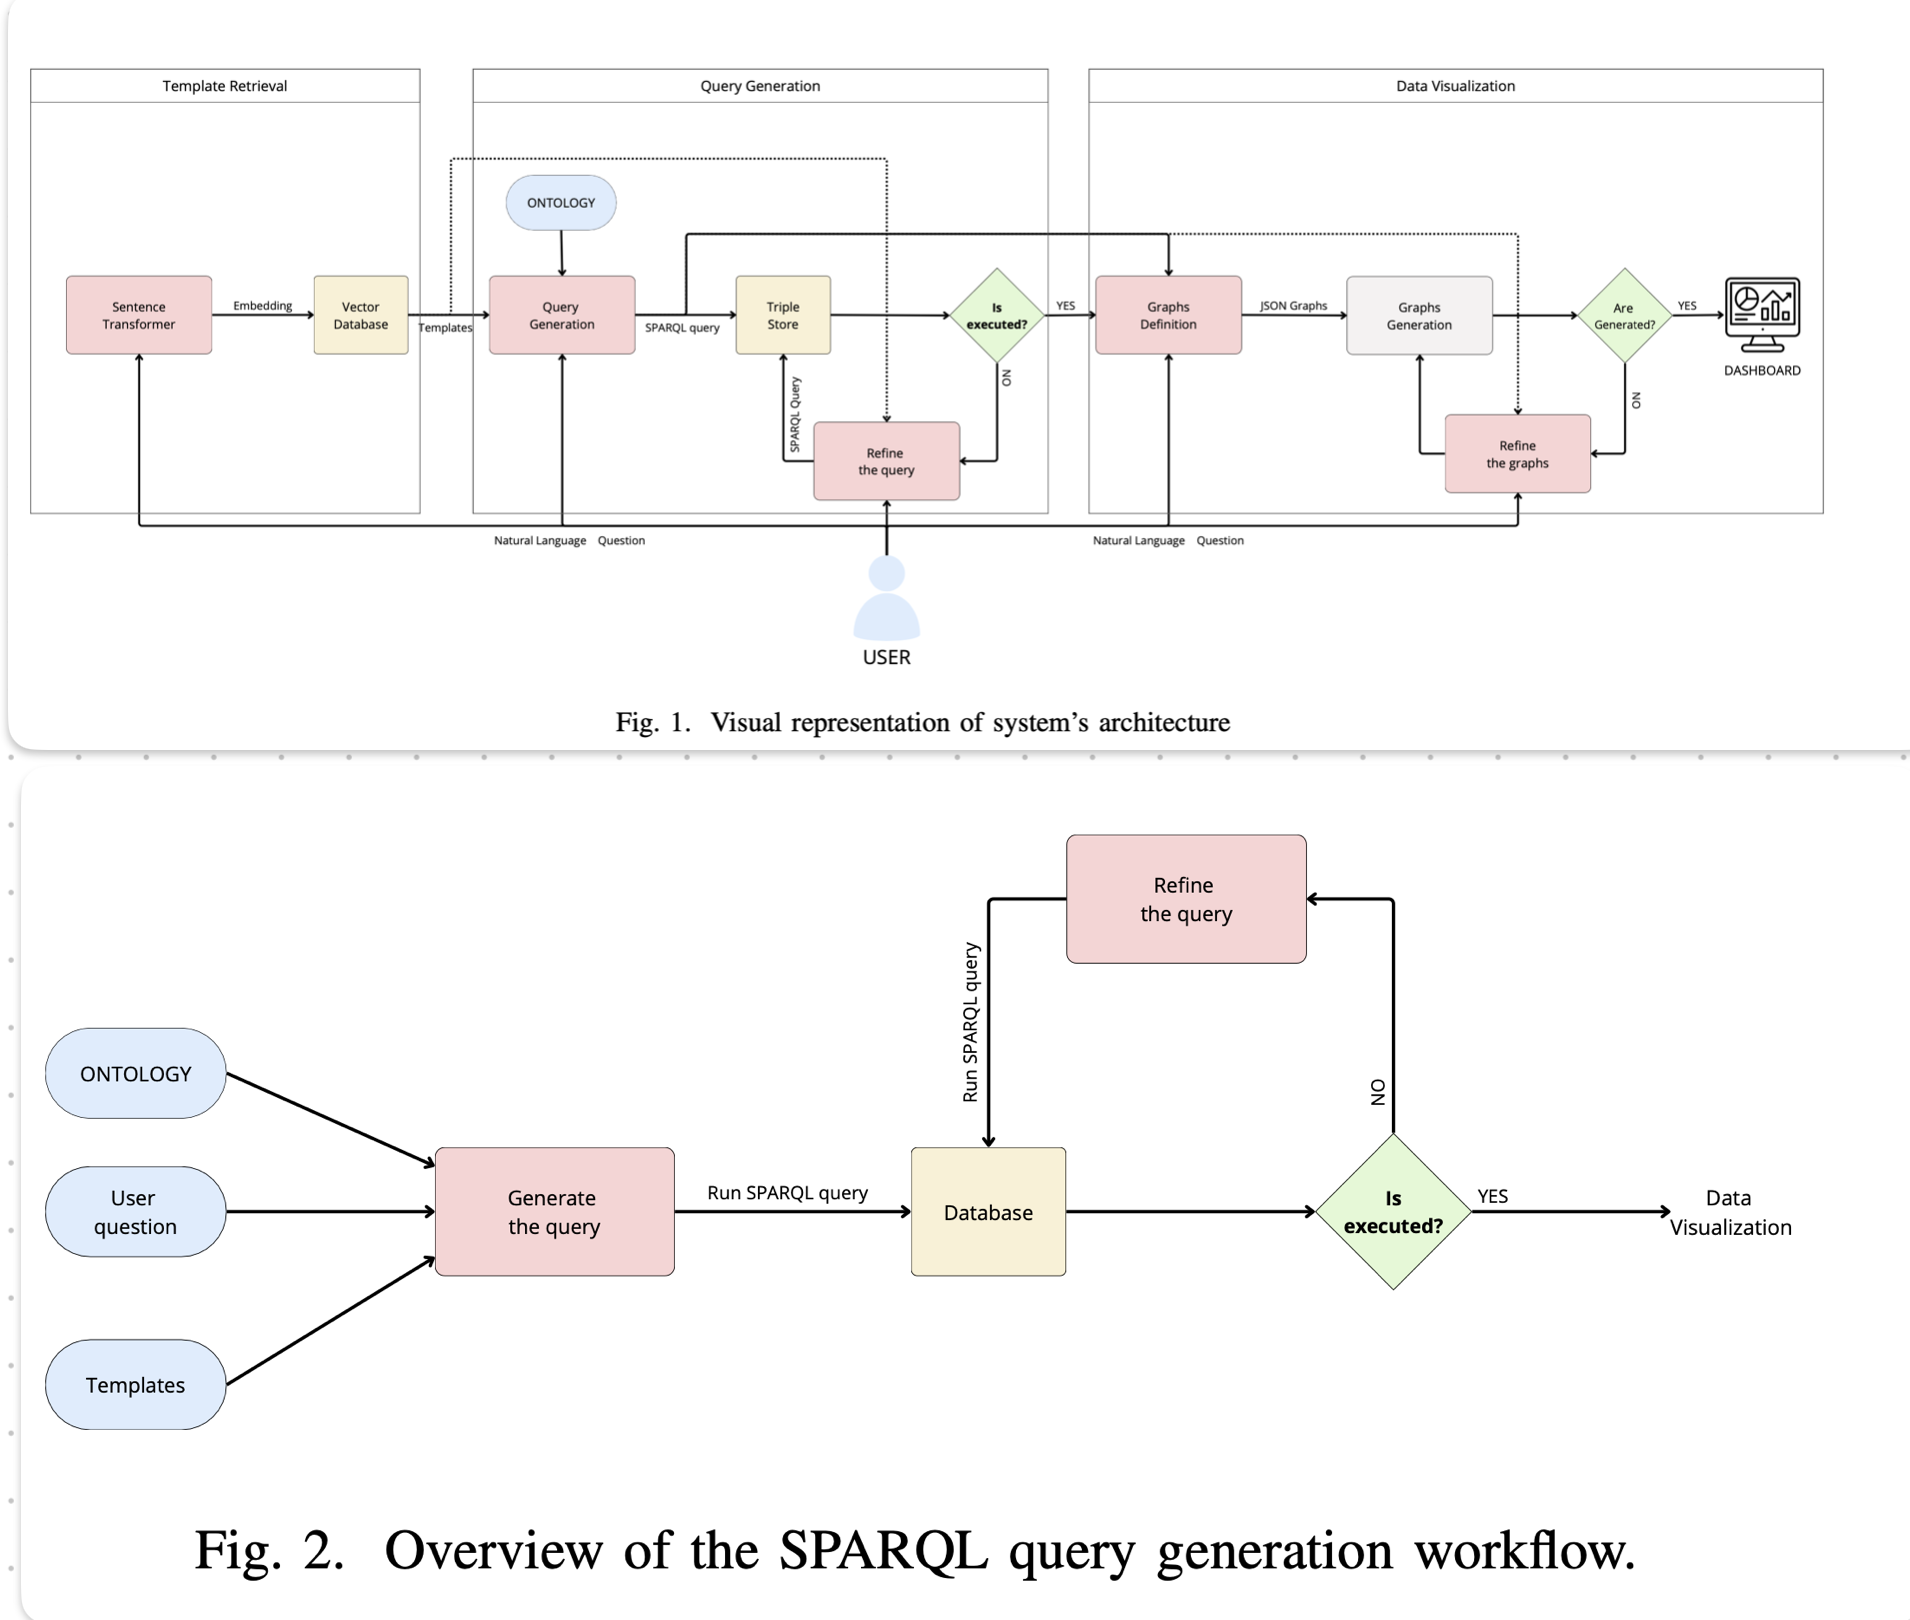 Template Retrieval
Query Generation
Data Visualization
ONTOLOGY
Sentence
Transformer
Embedding
Vector
Database
Templates
Query
Generation
SPARQL query
Triple
Store
Is
executed?
YES
NO
SPARQL Query
Refine
the query
Graphs
Definition
JSON Graphs
Graphs
Generation
Are
Generated?
YES
NO
DASHBOARD
Refine
the graphs
Natural Language Question
Natural Language Question
USER
Fig. 1. Visual representation of system's architecture
Refine
the query
Run SPARQL query
NO
ONTOLOGY
User
question
Templates
Generate
the query
Run SPARQL query
Database
Is
executed?
YES
Data
Visualization
Fig. 2. Overview of the SPARQL query generation workflow.